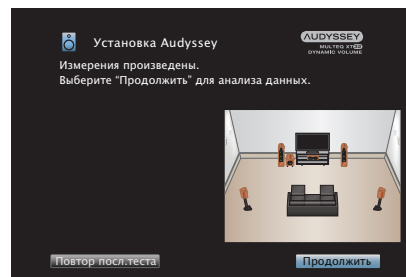 Установка Audyssey
AUDYSSEY
MULTEQ XT32
DYNAMIC VOLUME
Измерения произведены.
Выберите “Продолжить” для анализа данных.
Повтор посл.теста
Продолжить